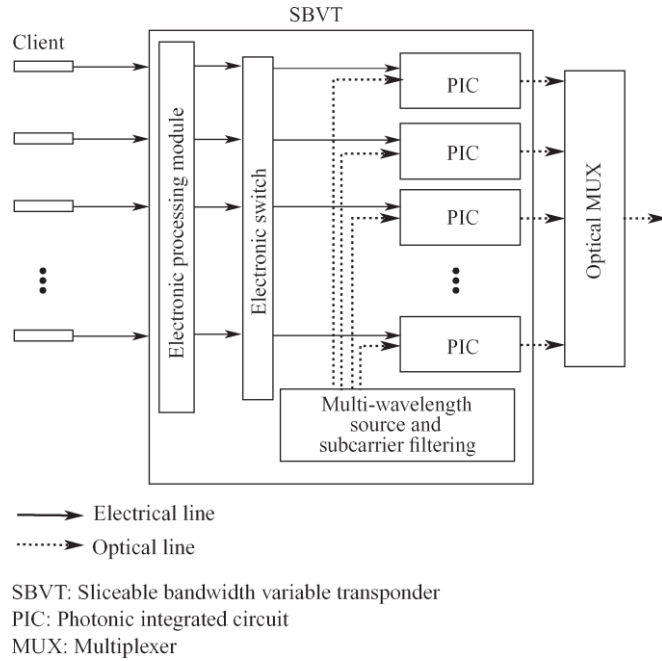 SBVT
Client
Electronic processing module
Electronic switch
PIC
PIC
PIC
PIC
Optical MUX
Multi-wavelength
source and
subcarrier filtering
Electrical line
Optical line
SBVT: Sliceable bandwidth variable transponder
PIC: Photonic integrated circuit
MUX: Multiplexer